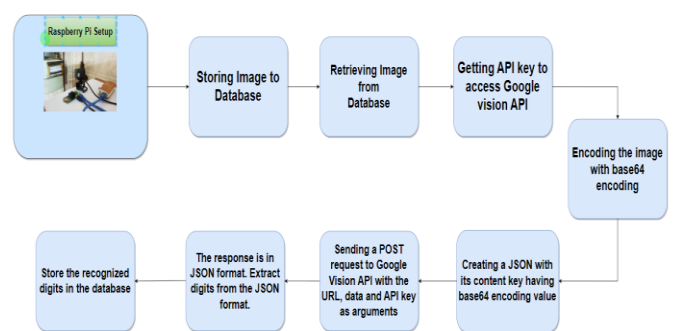 Raspberry Pi Setup
Storing Image to
Database
Retrieving Image
from
Database
Getting API key to
access Google
vision API
Encoding the image
with base64
encoding
Creating a JSON with
its content key having
base64 encoding value
Sending a POST
request to Google
Vision API with the
URL, data and API key
as arguments
The response is in
JSON format. Extract
digits from the JSON
format.
Store the recognized
digits in the database